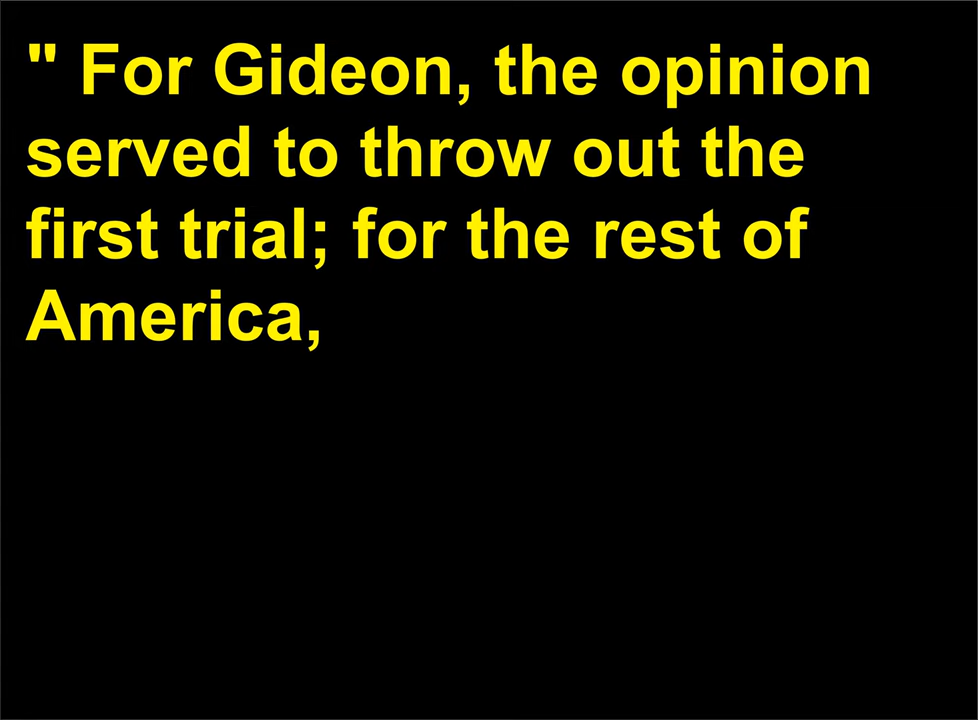 " For Gideon, the opinion
served to throw out the
first trial; for the rest of
America,